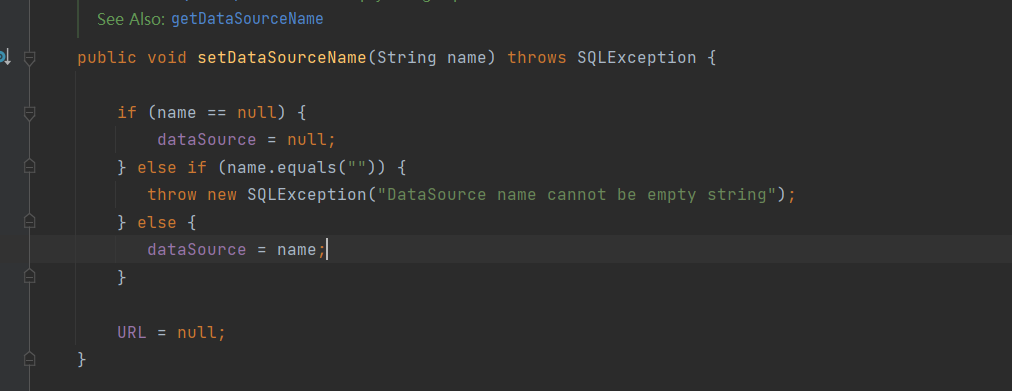 See Also: getDataSourceName
public void setDataSourceName(String name) throws SQLException {
if (name == null) {
dataSource = null;
} else if (name.equals("")) {
throw new SQLException("DataSource name cannot be empty string");
} else {
dataSource = name;
}
URL = null;
}